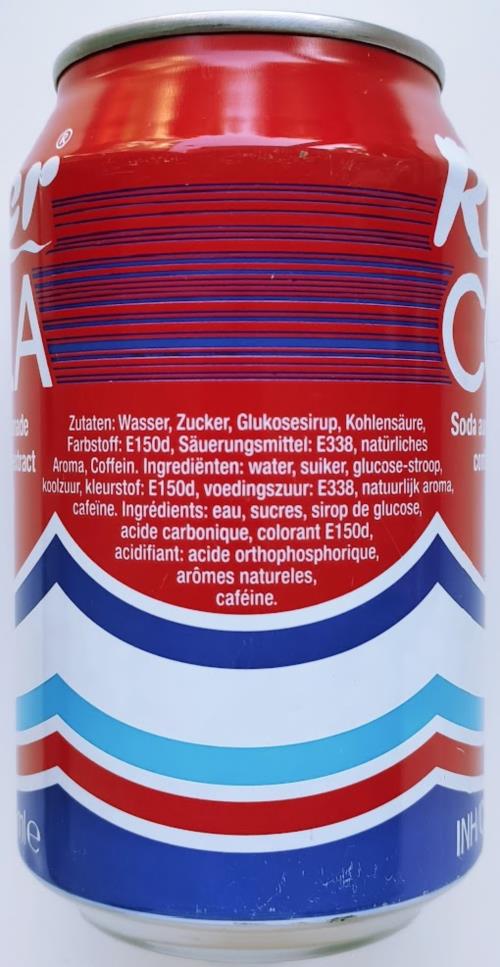 er®
A
R
C
Zutaten: Wasser, Zucker, Glukosesirup, Kohlensäure,
Farbstoff: E150d, Säuerungsmittel: E338, natürliches
Aroma, Coffein. Ingrediënten: water, suiker, glucose-stroop,
koolzuur, kleurstof: E150d, voedingszuur: E338, natuurlijk aroma,
cafeïne. Ingrédients: eau, sucres, sirop de glucose,
acide carbonique, colorant E150d,
acidifiant: acide orthophosphorique,
arômes natureles,
caféine.
Soda
INH